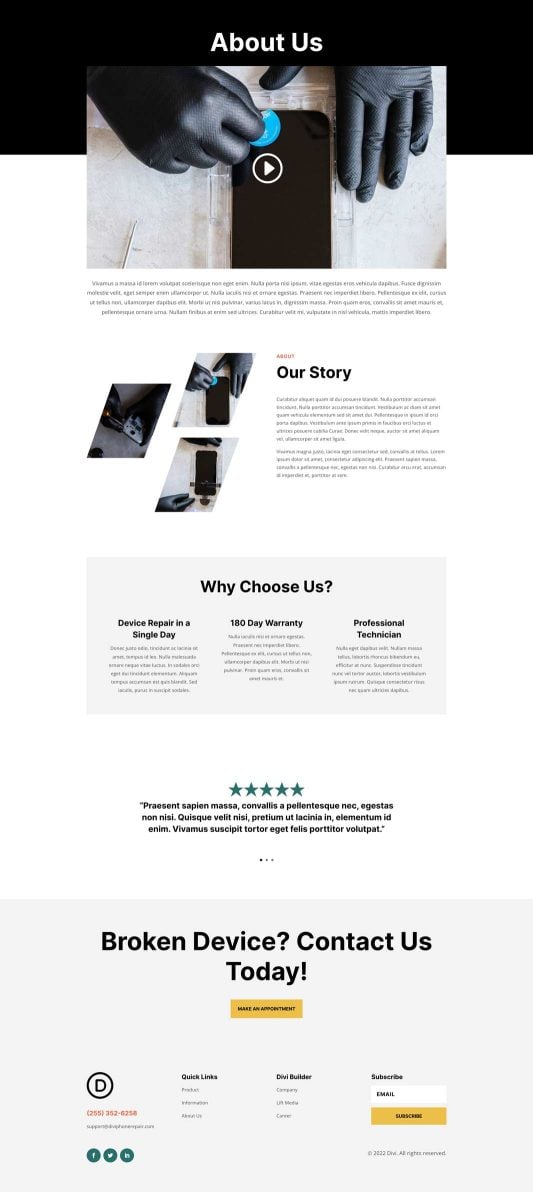 About Us
Vivamus a massa id lorem volutpat scelerisque non eget enim. Nulla porta nisi ipsum, vitae egestas eros vehicula dapibus. Fusce dignissim
molestie velit, eget semper enim ullamcorper ut. Nulla iaculis nisi et ornare egestas. Praesent nec imperdiet libero. Pellentesque ex elit, cursus
ut tellus non, ullamcorper dapibus elit. Morbi ut nisi pulvinar, varius lacus in, dignissim massa. Proin quam eros, convallis sit amet mauris et,
pellentesque ornare urna. Nullam finibus at enim sed ultrices. Curabitur velit mi, vulputate in nisl vehicula, mattis imperdiet libero.
ABOUT
Our Story
Curabitur aliquet quam id dui posuere blandit. Nulla porttitor accumsan
tincidunt. Nulla porttitor accumsan tincidunt. Vestibulum ac diam sit amet
quam vehicula elementum sed sit amet dui. Pellentesque in ipsum id orci
porta dapibus. Vestibulum ante ipsum primis in faucibus orci luctus et
ultrices posuere cubilia Curae; Donec velit neque, auctor sit amet aliquam
vel, ullamcorper sit amet ligula.
Vivamus magna justo, lacinia eget consectetur sed, convallis at tellus. Lorem
ipsum dolor sit amet, consectetur adipiscing elit. Praesent sapien massa,
convallis a pellentesque nec, egestas non nisi. Curabitur arcu erat, accumsan
id imperdiet et, porttitor at sem.
Why Choose Us?
Device Repair in a
Single Day
Donec justo odio, tincidunt ac lacinia sit
amet, tempus id leo. Nulla malesuada
ornare neque vitae luctus. In sodales orci
eget dui tincidunt elementum. Aliquam
tempus accumsan est quis blandit. Sed
iaculis, purus in suscipit sodales.
180 Day Warranty
Nulla iaculis nisi et ornare egestas.
Praesent nec imperdiet libero.
Pellentesque ex elit, cursus ut tellus non,
ullamcorper dapibus elit. Morbi ut nisi
pulvinar. Proin quam eros, convallis sit
amet mauris et.
Professional
Technician
Nulla eget dapibus velit. Nullam massa
tellus, lobortis rhoncus bibendum eu,
efficitur at nunc. Suspendisse tincidunt
nunc vel tortor auctor, lobortis vestibulum
ipsum rutrum. Quisque consectetur risus
nec quam ultricies dapibus.
"Praesent sapien massa, convallis a pellentesque nec, egestas
non nisi. Quisque velit nisi, pretium ut lacinia in, elementum id
enim. Vivamus suscipit tortor eget felis porttitor volutpat."
Broken Device? Contact Us
Today!
MAKE AN APPOINTMENT
D
(255) 352-6258
support@diviphonerepair.com
Quick Links
Product
Information
About Us
Divi Builder
Company
Lift Media
Career
Subscribe
EMAIL
SUBSCRIBE
© 2022 Divi. All rights reserved.